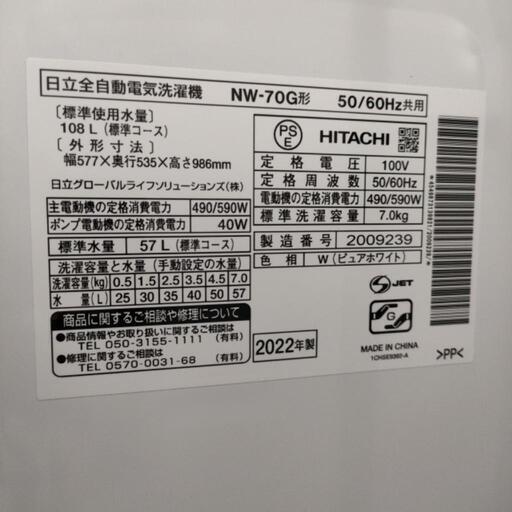 日立全自動電気洗濯機 NW-70G形 50/60Hz共用
〔標準使用水量〕
108 L (標準コース)
〔外形寸法〕
幅577×奥行535×高さ986mm
日立グローバルライフソリューションズ(株)
主電動機の定格消費電力 490/590W
ポンプ電動機の定格消費電力 40W
標準水量 57 L (標準コース)
洗濯容量と水量 (手動設定の水量)
洗濯容量(kg) 0.5 1.5 2.5 3.5 4.5 7.0
水量(L) 25 30 35 40 50 57
商品に関するご相談や修理について
●商品情報やお取り扱いに関するご相談
TEL 050-3155-1111 (有料)
●修理に関するご相談
TEL 0570-0031-68 (有料)
PS
E
HITACHI
定格電圧 100V
定格周波数 50/60Hz
電動機の定格消費電力 490/590W
標準洗濯容量 7.0kg
製造番号 2009239
色相 W (ピュアホワイト)
2022年製
S JET
G
MADE IN CHINA
>PP<